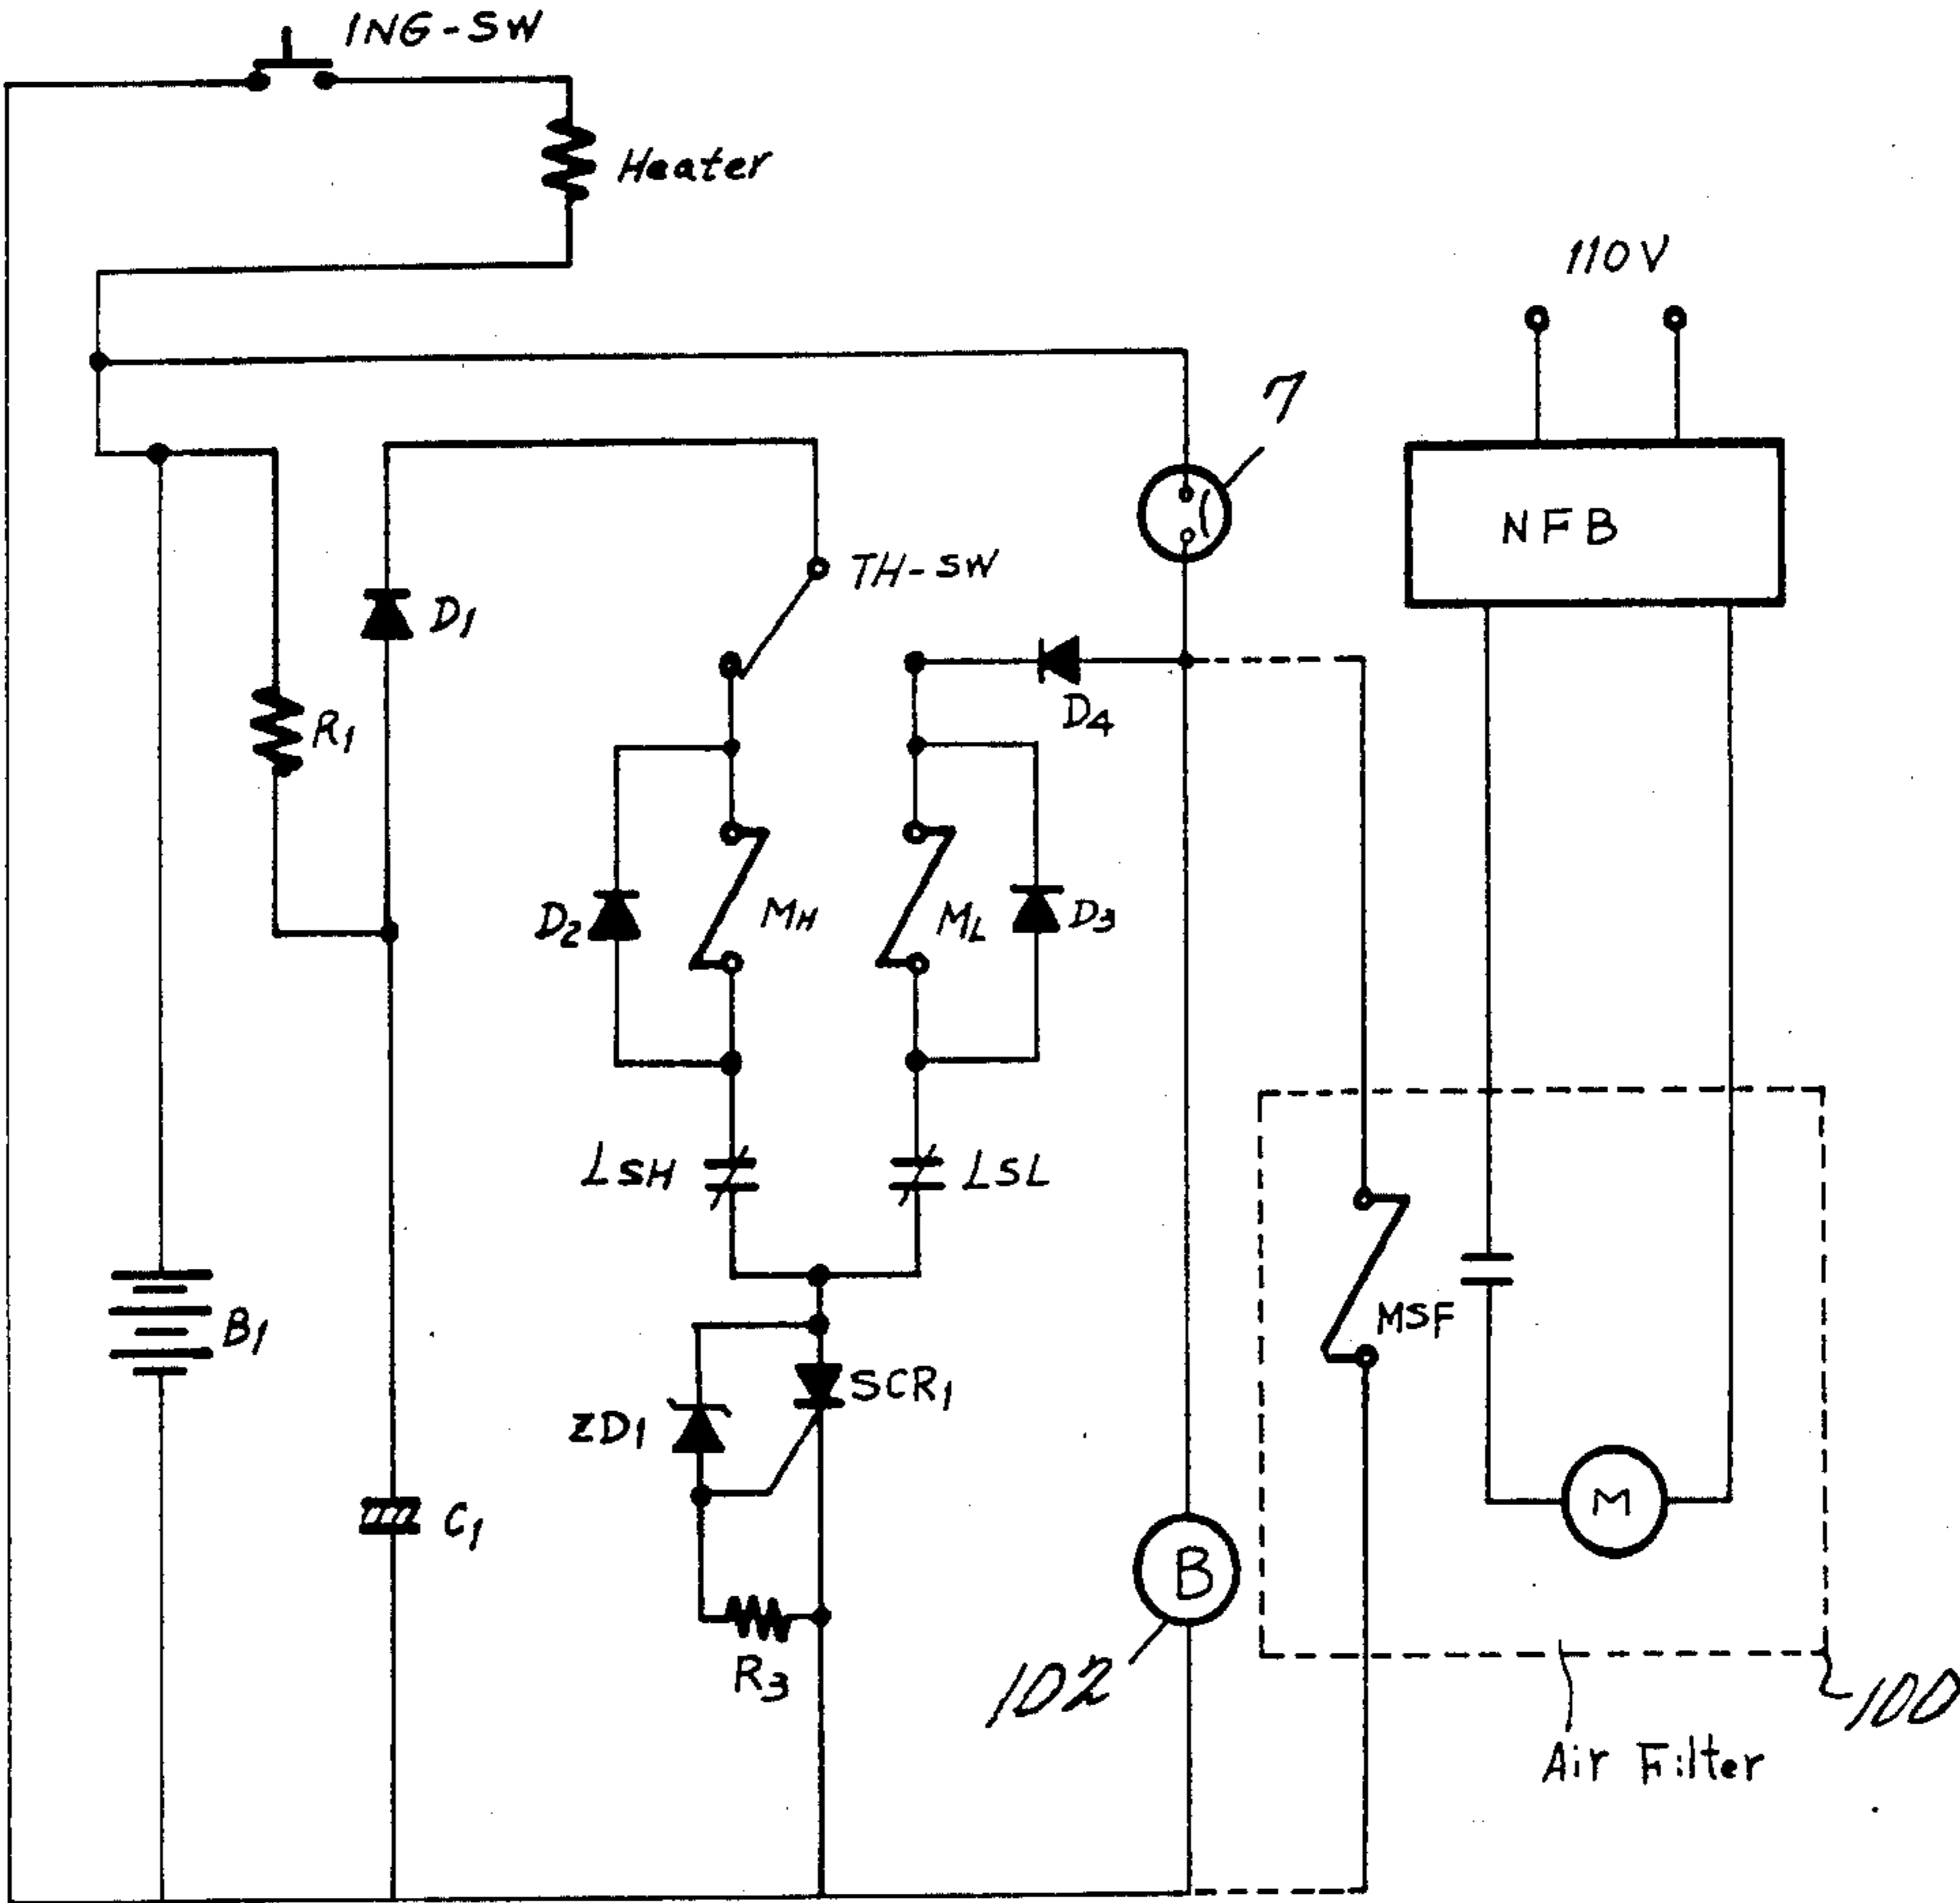 ING-SW
Heater
110V
7
NFB
TH-SW
D1
R1
D4
D2
MH
ML
D3
LSH
LSL
B1
MSF
SCR1
ZD1
C1
M
B
R3
102
100
Air Filter